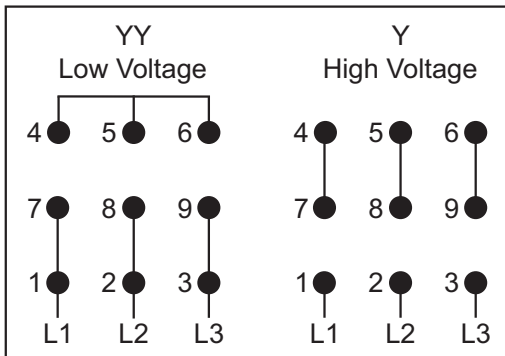 YY Y
Low Voltage High Voltage
4 5 6 4 5 6
7 8 9 7 8 9
1 2 3 1 2 3
L1 L2 L3 L1 L2 L3